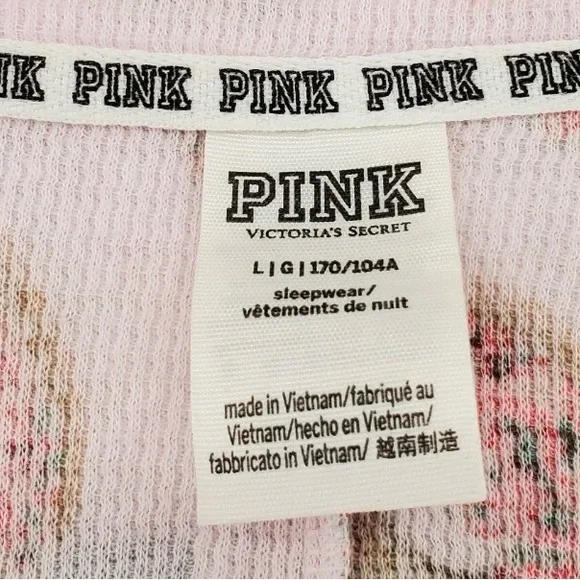 PINK PINK PINK
PINK
VICTORIA'S SECRET
L | G | 170/104A
sleepwear/
vêtements de nuit
made in Vietnam/fabriqué au
Vietnam/hecho en Vietnam/
fabbricato in Vietnam/ 越南制造